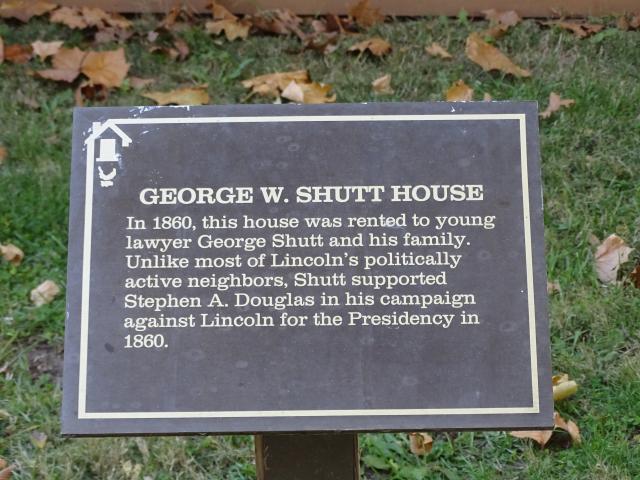 GEORGE W. SHUTT HOUSE
In 1860, this house was rented to young
lawyer George Shutt and his family.
Unlike most of Lincoln's politically
active neighbors, Shutt supported
Stephen A. Douglas in his campaign
against Lincoln for the Presidency in
1860.